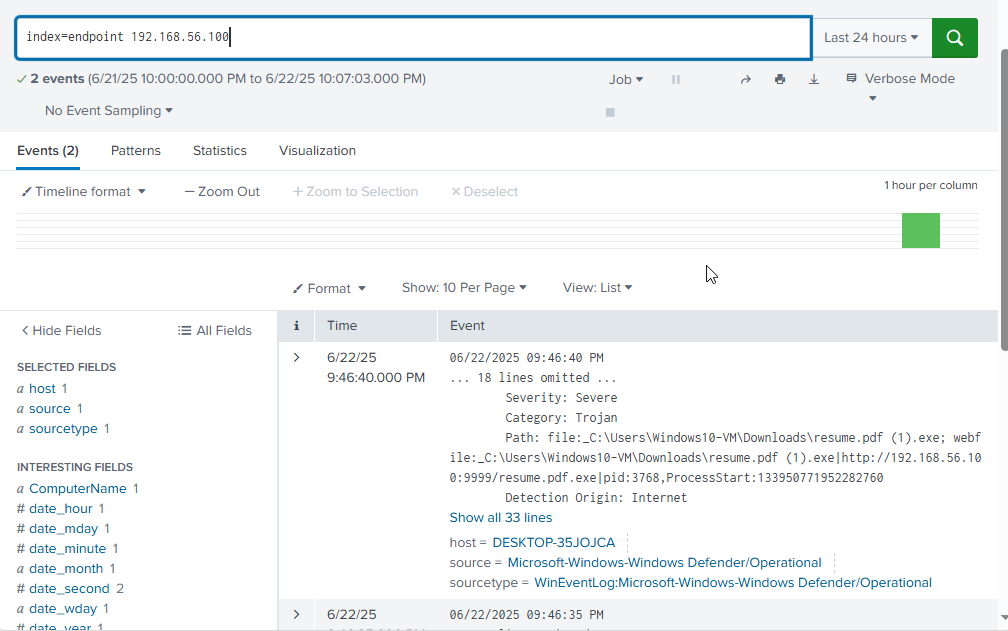 index=endpoint 192.168.56.100
Last 24 hours
2 events (6/21/25 10:00:00.000 PM to 6/22/25 10:07:03.000 PM)
Job
Verbose Mode
No Event Sampling
Events (2) Patterns Statistics Visualization
Timeline format — Zoom Out + Zoom to Selection × Deselect
1 hour per column
Format Show: 10 Per Page View: List
< Hide Fields All Fields
i Time Event
SELECTED FIELDS
a host 1
a source 1
a sourcetype 1
INTERESTING FIELDS
a ComputerName 1
# date_hour 1
# date_mday 1
# date_minute 1
a date_month 1
# date_second 2
a date_wday 1
# date_year 1
> 6/22/25
9:46:40.000 PM
06/22/2025 09:46:40 PM
... 18 lines omitted ...
Severity: Severe
Category: Trojan
Path: file:_C:\Users\Windows10-VM\Downloads\resume.pdf (1).exe; webf
ile:_C:\Users\Windows10-VM\Downloads\resume.pdf (1).exe|http://192.168.56.10
0:9999/resume.pdf.exe|pid:3768,ProcessStart:133950771952282760
Detection Origin: Internet
Show all 33 lines
host = DESKTOP-35JOJCA
source = Microsoft-Windows-Windows Defender/Operational
sourcetype = WinEventLog:Microsoft-Windows-Windows Defender/Operational
> 6/22/25
06/22/2025 09:46:35 PM